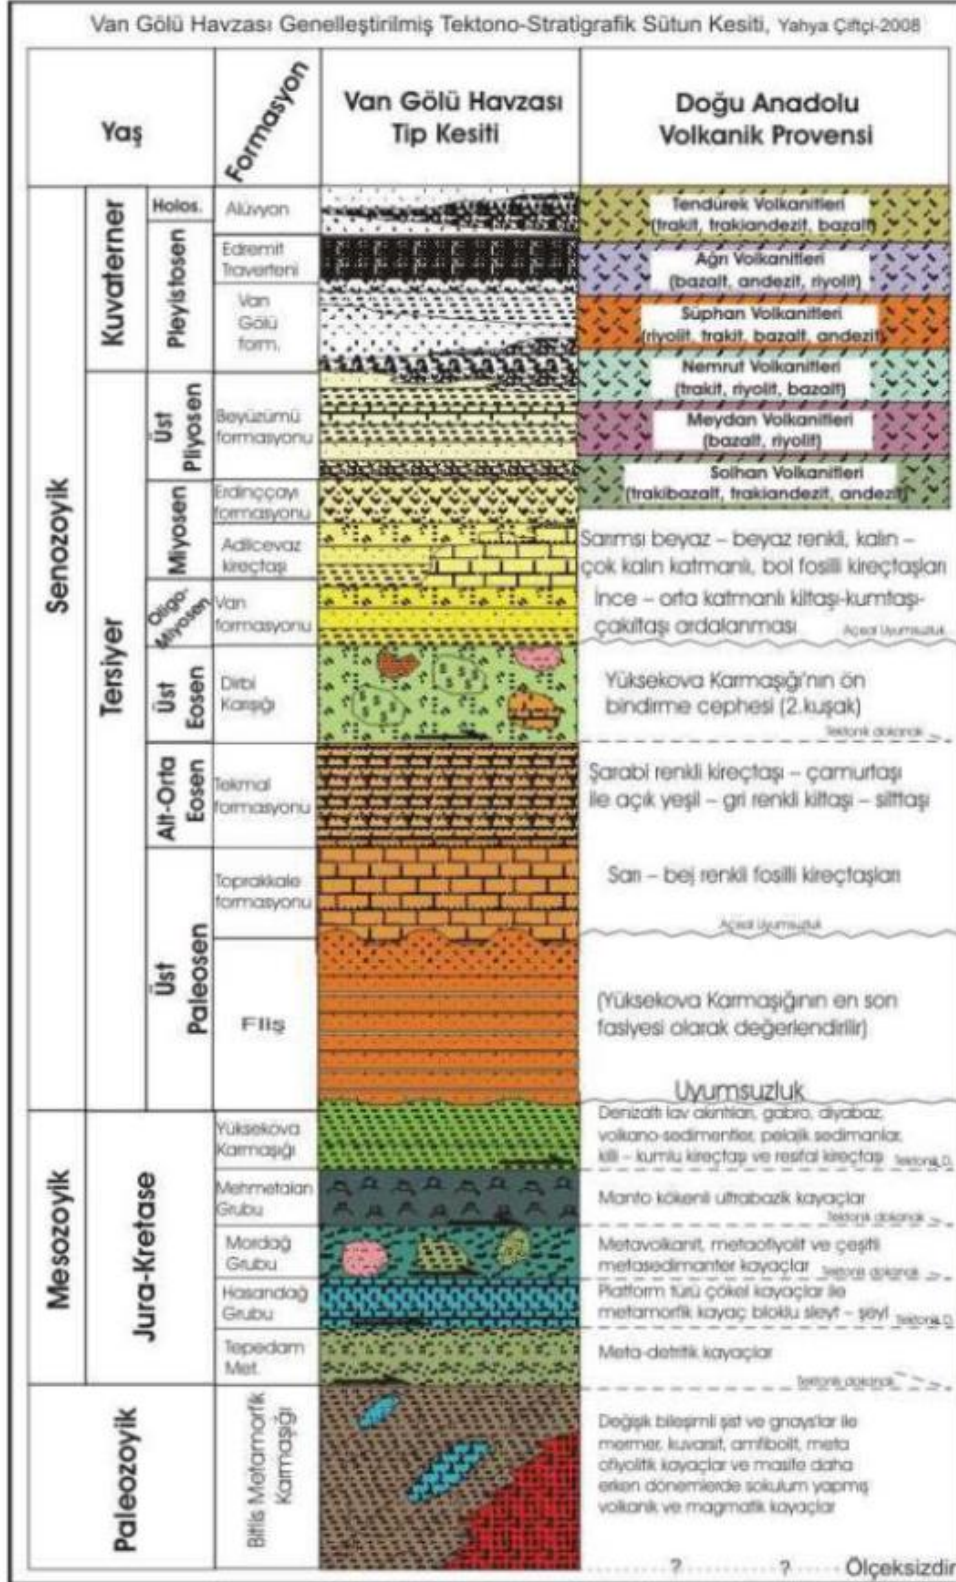 Van Gölü Havzası Genelleştirilmiş Tektono-Stratigrafik Sütun Kesiti, Yahya Çiftçi-2008
Yaş
Formasyon
Van Gölü Havzası
Tip Kesiti
Doğu Anadolu
Volkanik Provensi
Senozoyik
Kuvaterner
Holos.
Alüvyon
Tendürek Volkanitleri
(trakit, trakiandezit, bazalt)
Pleyistosen
Edremit
Traverteni
Ağrı Volkanitleri
(bazalt, andezit, riyolit)
Van
Gölü
form.
Süphan Volkanitleri
(riyolit, trakit, bazalt, andezit)
Nemrut Volkanitleri
(trakit, riyolit, bazalt)
Tersiyer
Üst
Pliyosen
Beyüzümü
formasyonu
Meydan Volkanitleri
(bazalt, riyolit)
Solhan Volkanitleri
(trakibazalt, trakiandezit, andezit)
Miyosen
Erdinççayı
formasyonu
Adilcevaz
kireçtaşı
Sarımsı beyaz – beyaz renkli, kalın –
çok kalın katmanlı, bol fosilli kireçtaşları
Oligo-
Miyosen
Van
formasyonu
İnce – orta katmanlı kiltaşı-kumtaşı-
çakıltaşı ardalanması
Açısal Uyumsuzluk
Üst
Eosen
Dirbi
Karışığı
Yüksekova Karmaşığı'nın ön
bindirme cephesi (2.kuşak)
Tektonik dokanak
Alt-Orta
Eosen
Tekmal
formasyonu
Şarabi renkli kireçtaşı – çamurtaşı
ile açık yeşil – gri renkli kiltaşı – silttaşı
Üst
Paleosen
Toprakkale
formasyonu
Sarı – bej renkli fosilli kireçtaşları
Açısal Uyumsuzluk
Fliş
(Yüksekova Karmaşığının en son
fasiyesi olarak değerlendirilir)
Uyumsuzluk
Mesozoyik
Jura-Kretase
Yüksekova
Karmaşığı
Denizaltı lav akıntıları, gabro, diyabaz,
volkano-sedimentler, pelajik sedimanlar,
killi – kumlu kireçtaşı ve resifal kireçtaşı
Tektonik D.
Mehmetalan
Grubu
Manto kökenli ultrabazik kayaçlar
Tektonik dokanak
Mordağ
Grubu
Metavolkanit, metaofiyolit ve çeşitli
metasedimanter kayaçlar
Tektonik dokanak
Hasandağ
Grubu
Platform türü çökel kayaçlar ile
metamorfik kayaç bloklu sleyt – şeyl
Tektonik D.
Tepedam
Met.
Meta-detritik kayaçlar
Tektonik dokanak
Paleozoyik
Bitlis Metamorfik
Karmaşığı
Değişik bileşimli şist ve gnayslar ile
mermer, kuvarsit, amfibolit, meta
ofiyolitik kayaçlar ve masife daha
erken dönemlerde sokulum yapmış
volkanik ve magmatik kayaçlar
? ? Ölçeksizdir